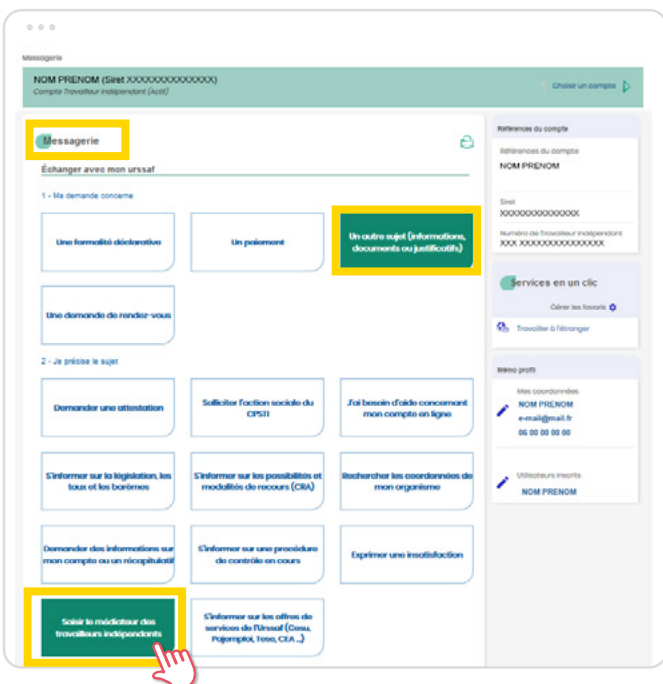 Messagerie
NOM PRENOM (Siret XXXXXXXXXXXXXX)
Compte Travailleur Indépendant (Actif)
Choisir un compte
Messagerie
Échanger avec mon urssaf
1 - Ma demande concerne
Une formalité déclarative
Un paiement
Un autre sujet (informations,
documents ou justificatifs)
Une demande de rendez-vous
2 - Je précise le sujet
Demander une attestation
Solliciter l'action sociale du
CPSTI
J'ai besoin d'aide concernant
mon compte en ligne
S'informer sur la législation, les
taux et les barèmes
S'informer sur les possibilités et
modalités de recours (CRA)
Rechercher les coordonnées de
mon organisme
Demander des informations sur
mon compte ou un récapitulatif
S'informer sur une procédure
de contrôle en cours
Exprimer une insatisfaction
Saisir le médiateur des
travailleurs indépendants
S'informer sur les offres de
services de l'Urssaf (Cesu,
Pajemploi, Tese, CEA ...)
Références du compte
Références du compte
NOM PRENOM
Siret
XXXXXXXXXXXXXX
Numéro de Travailleur Indépendant
XXX XXXXXXXXXXXXXXX
Services en un clic
Gérer les favoris
Travailler à l'étranger
Mémo profil
Mes coordonnées
NOM PRENOM
e-mail@mail.fr
06 00 00 00 00
Utilisateurs inscrits
NOM PRENOM